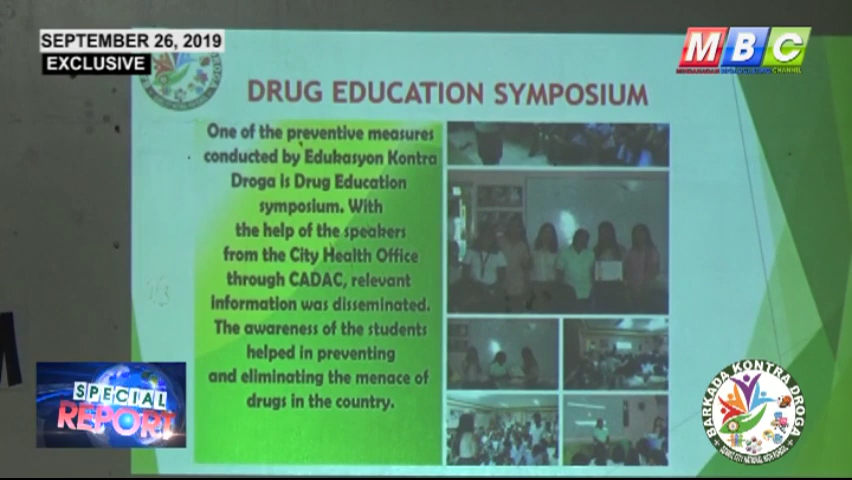 SEPTEMBER 26, 2019
EXCLUSIVE
MBC
DRUG EDUCATION SYMPOSIUM
One of the preventive measures
conducted by Edukasyon Kontra
Droga is Drug Education
symposium. With
the help of the speakers
from the City Health Office
through CADAC, relevant
information was disseminated.
The awareness of the students
helped in preventing
and eliminating the menace of
drugs in the country.
SPECIAL
REPORT
BARKADA KONTRA DROGA